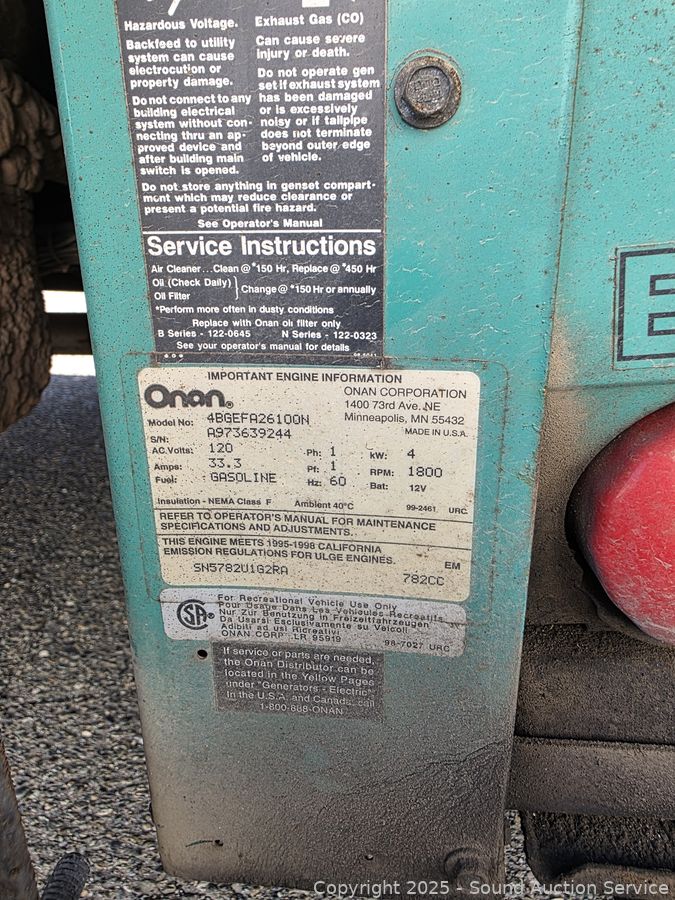 Hazardous Voltage.
Backfeed to utility
system can cause
electrocution or
property damage.
Do not connect to any
building electrical
system without con-
necting thru an ap-
proved device and
after building main
switch is opened.
Exhaust Gas (CO)
Can cause severe
injury or death.
Do not operate gen
set if exhaust system
has been damaged
or is excessively
noisy or if tailpipe
does not terminate
beyond outer edge
of vehicle.
Do not store anything in genset compart-
ment which may reduce clearance or
present a potential fire hazard.
See Operator's Manual
Service Instructions
Air Cleaner...Clean @ *150 Hr, Replace @ *450 Hr
Oil (Check Daily)
Oil Filter
Change @ *150 Hr or annually
*Perform more often in dusty conditions
Replace with Onan oil filter only
B Series - 122-0645 N Series - 122-0323
See your operator's manual for details
IMPORTANT ENGINE INFORMATION
Onan®
ONAN CORPORATION
1400 73rd Ave. NE
Minneapolis, MN 55432
MADE IN U.S.A.
Model No: 4BGEFA26100N
S/N: A973639244
AC.Volts: 120 Ph: 1 kW: 4
Amps: 33.3 Pf: 1 RPM: 1800
Fuel: GASOLINE Hz: 60 Bat: 12V
Insulation - NEMA Class F Ambient 40°C 99-2461 URC
REFER TO OPERATOR'S MANUAL FOR MAINTENANCE
SPECIFICATIONS AND ADJUSTMENTS.
THIS ENGINE MEETS 1995-1998 CALIFORNIA
EMISSION REGULATIONS FOR ULGE ENGINES. EM
SN5782U1G2RA 782CC
SA®
For Recreational Vehicle Use Only
Pour Usage Dans Les Vehicules Recreatifs
Nur Zur Benutzung in Freizeitfahrzeugen
Da Usarsi Esclusivamente su Veicoli
Adibiti ad usi Ricreativi
ONAN CORP LR 95919 98-7027 URC
If service or parts are needed,
the Onan Distributor can be
located in the Yellow Pages
under "Generators - Electric"
In the U.S.A. and Canada, call
1-800-888-ONAN
E
Copyright 2025 - Sound Auction Service